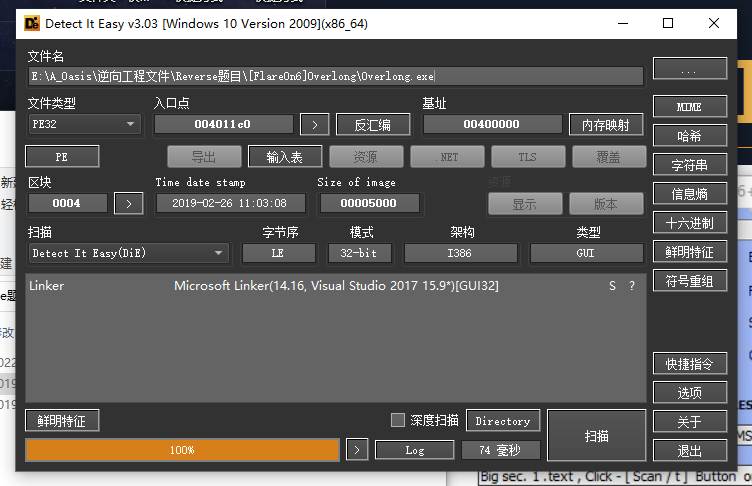 Detect It Easy v3.03 [Windows 10 Version 2009](x86_64)
文件名
E:\A_Oasis\逆向工程文件\Reverse题目\[FlareOn6]Overlong\Overlong.exe
...
文件类型 入口点 基址
PE32 004011c0 > 反汇编 00400000 内存映射
MIME
哈希
PE 导出 输入表 资源 .NET TLS 覆盖
字符串
区块 Time date stamp Size of image 资源
0004 > 2019-02-26 11:03:08 00005000 显示 版本
信息熵
十六进制
扫描 字节序 模式 架构 类型
Detect It Easy(DiE) LE 32-bit I386 GUI
鲜明特征
符号重组
Linker Microsoft Linker(14.16, Visual Studio 2017 15.9*)[GUI32] S ?
快捷指令
选项
鲜明特征 深度扫描 Directory 扫描
关于
100% > Log 74 毫秒
退出
Big sec. 1 .text , Click - [ Scan / t ] Button